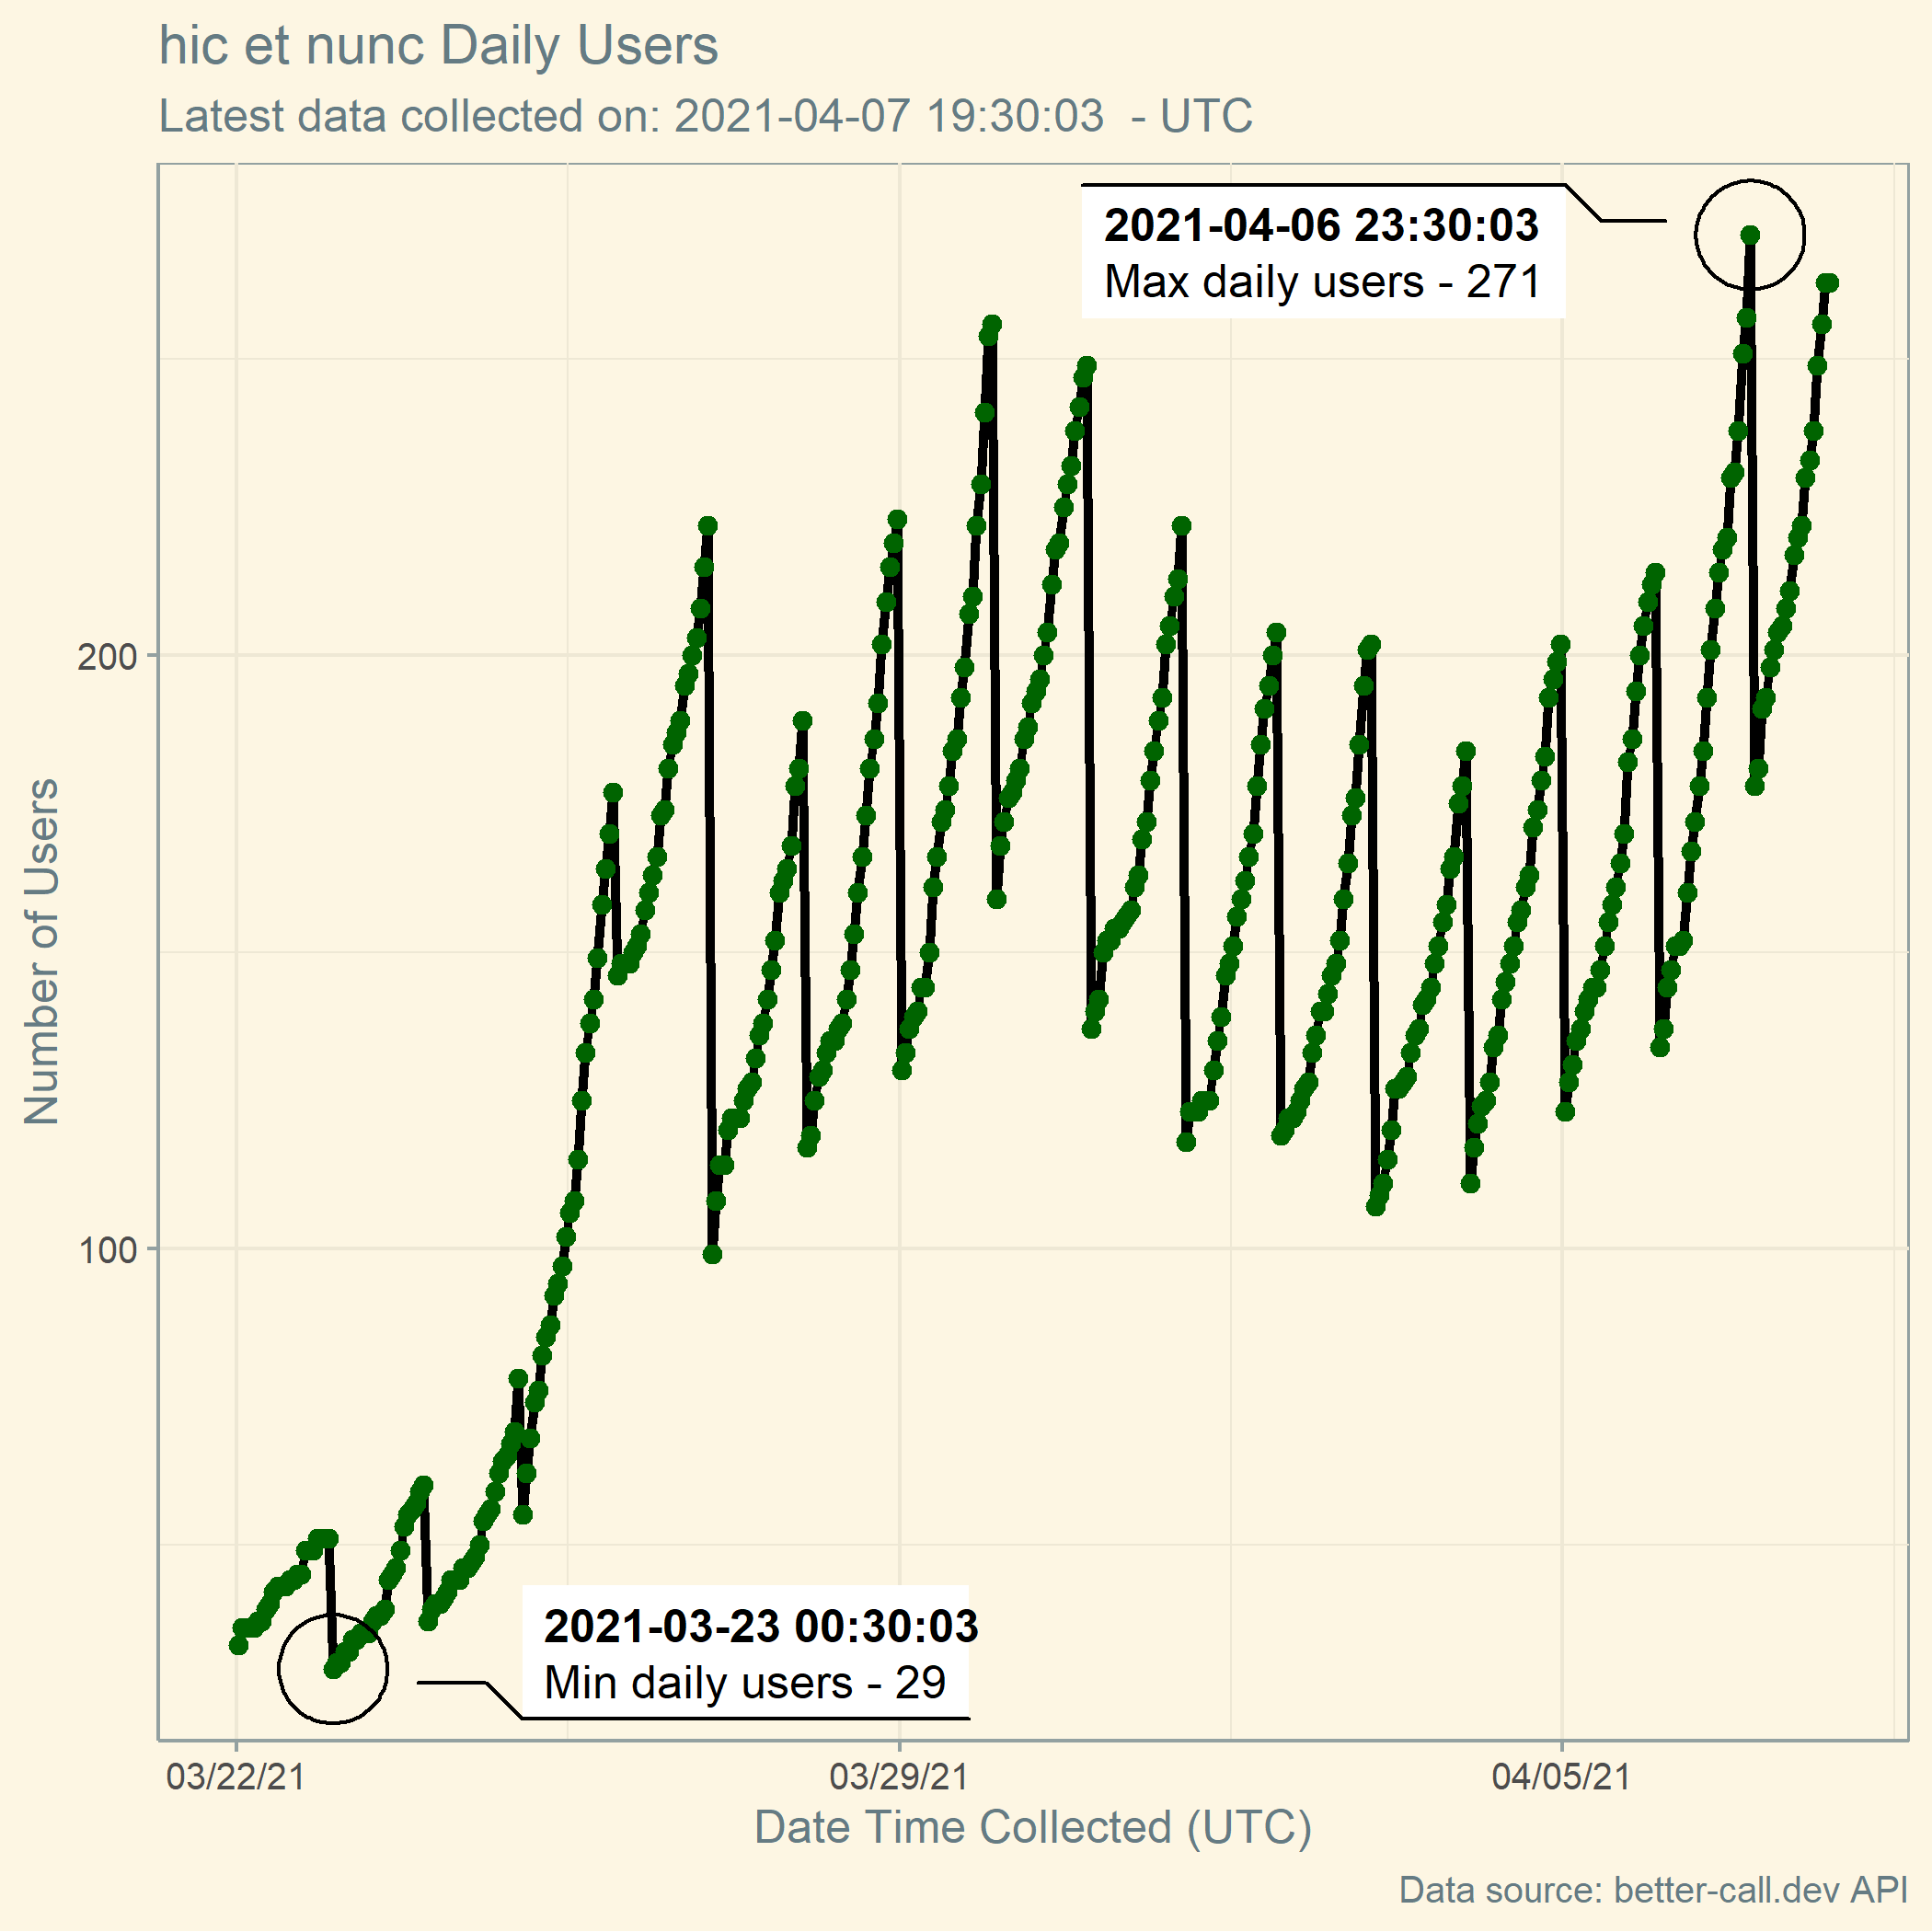 hic et nunc Daily Users
Latest data collected on: 2021-04-07 19:30:03  - UTC
2021-04-06 23:30:03
Max daily users - 271
200
100
Number of Users
2021-03-23 00:30:03
Min daily users - 29
03/22/21 03/29/21 04/05/21
Date Time Collected (UTC)
Data source: better-call.dev API